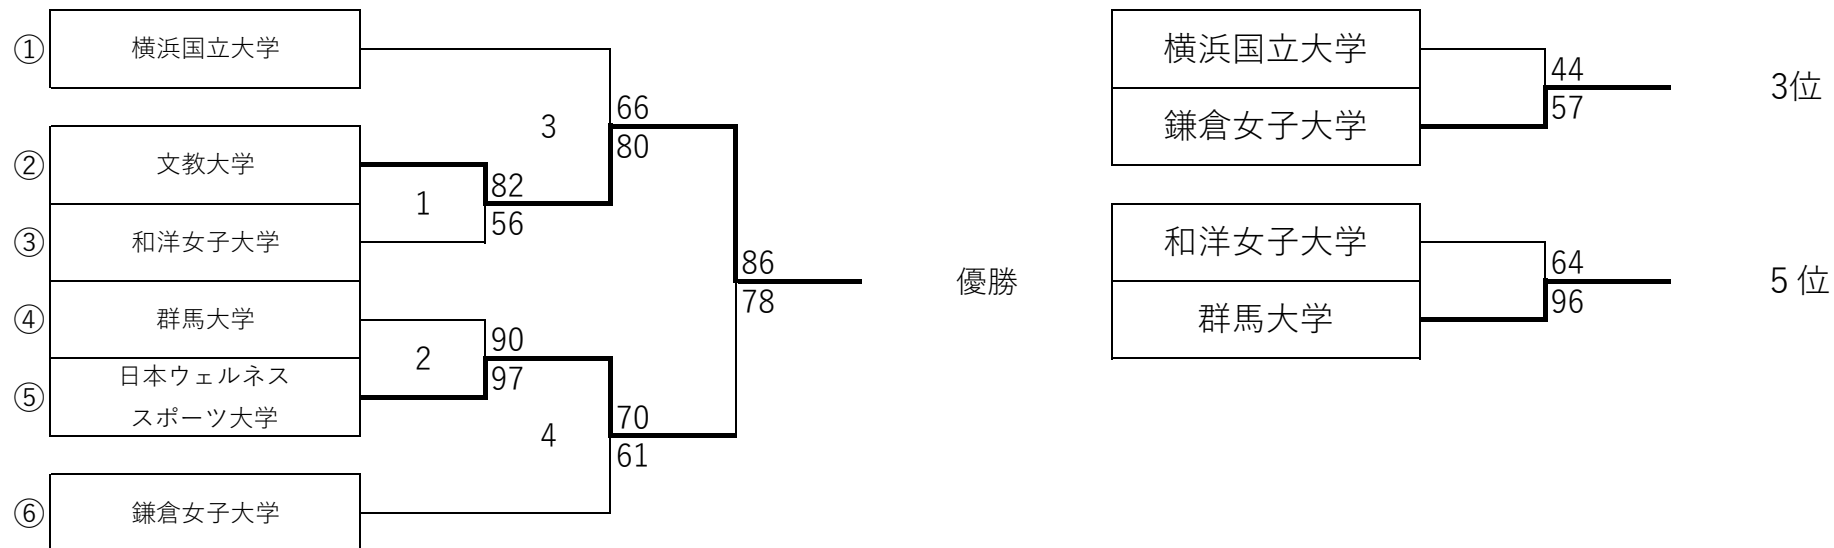 ① 横浜国立大学
② 文教大学
③ 和洋女子大学
④ 群馬大学
⑤ 日本ウェルネス
スポーツ大学
⑥ 鎌倉女子大学
1
82
56
2
90
97
3
66
80
4
70
61
86
78
優勝
横浜国立大学
鎌倉女子大学
44
57
3位
和洋女子大学
群馬大学
64
96
5位